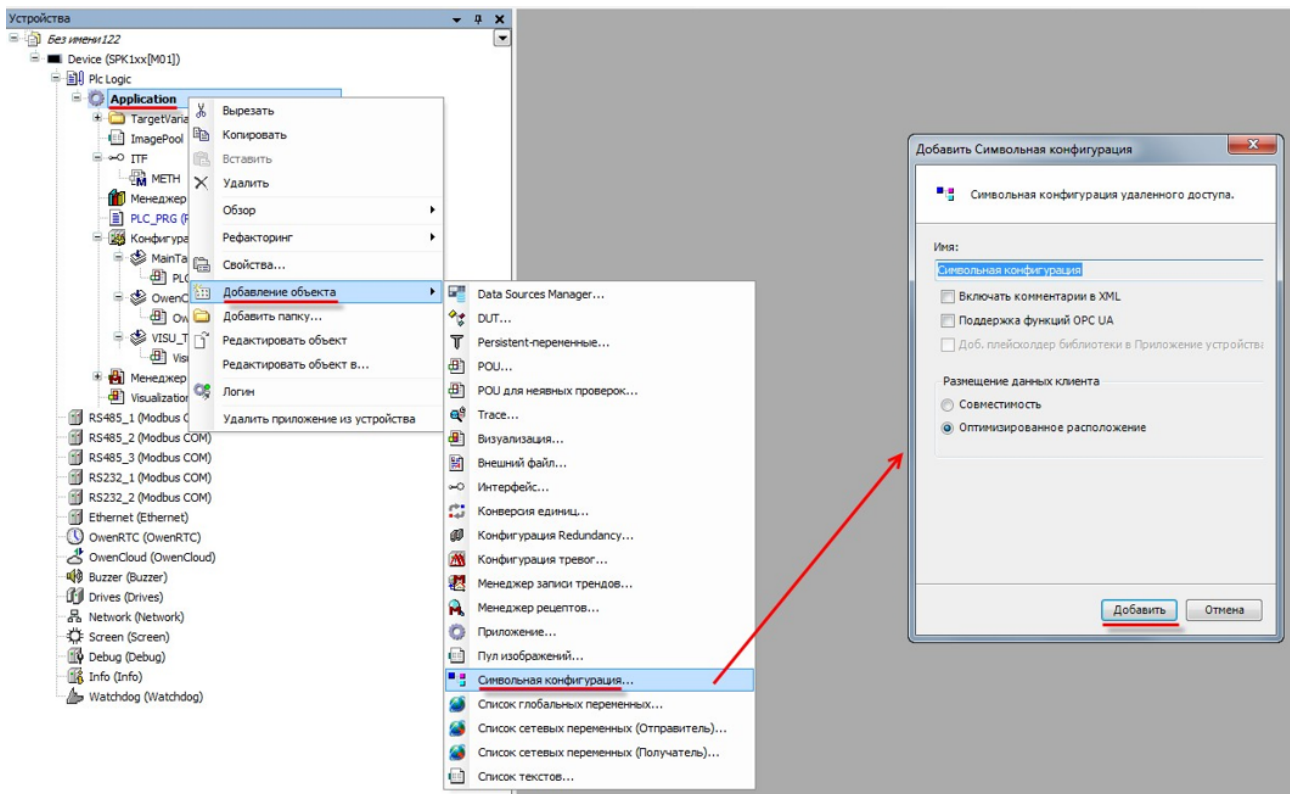 Устройства
Без имени122
Device (SPK1xx[M01])
Plc Logic
Application
TargetVaria
ImagePool
ITF
METH
Менеджер
PLC_PRG (P
Конфигура
MainTa
PLC
OwenC
Ow
VISU_T
Visu
Менеджер
Visualization
RS485_1 (Modbus C
RS485_2 (Modbus COM)
RS485_3 (Modbus COM)
RS232_1 (Modbus COM)
RS232_2 (Modbus COM)
Ethernet (Ethernet)
OwenRTC (OwenRTC)
OwenCloud (OwenCloud)
Buzzer (Buzzer)
Drives (Drives)
Network (Network)
Screen (Screen)
Debug (Debug)
Info (Info)
Watchdog (Watchdog)
Вырезать
Копировать
Вставить
Удалить
Обзор
Рефакторинг
Свойства...
Добавление объекта
Добавить папку...
Редактировать объект
Редактировать объект в...
Логин
Удалить приложение из устройства
Data Sources Manager...
DUT...
Persistent-переменные...
POU...
POU для неявных проверок...
Trace...
Визуализация...
Внешний файл...
Интерфейс...
Конверсия единиц...
Конфигурация Redundancy...
Конфигурация тревог...
Менеджер записи трендов...
Менеджер рецептов...
Приложение...
Пул изображений...
Символьная конфигурация...
Список глобальных переменных...
Список сетевых переменных (Отправитель)...
Список сетевых переменных (Получатель)...
Список текстов...
Добавить Символьная конфигурация
Символьная конфигурация удаленного доступа.
Имя:
Символьная конфигурация
Включать комментарии в XML
Поддержка функций OPC UA
Доб. плейсхолдер библиотеки в Приложение устройства
Размещение данных клиента
Совместимость
Оптимизированное расположение
Добавить
Отмена